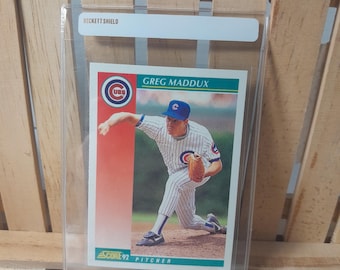 BECKETT SHIELD
GREG MADDUX
CUBS
SCORE 92
PITCHER